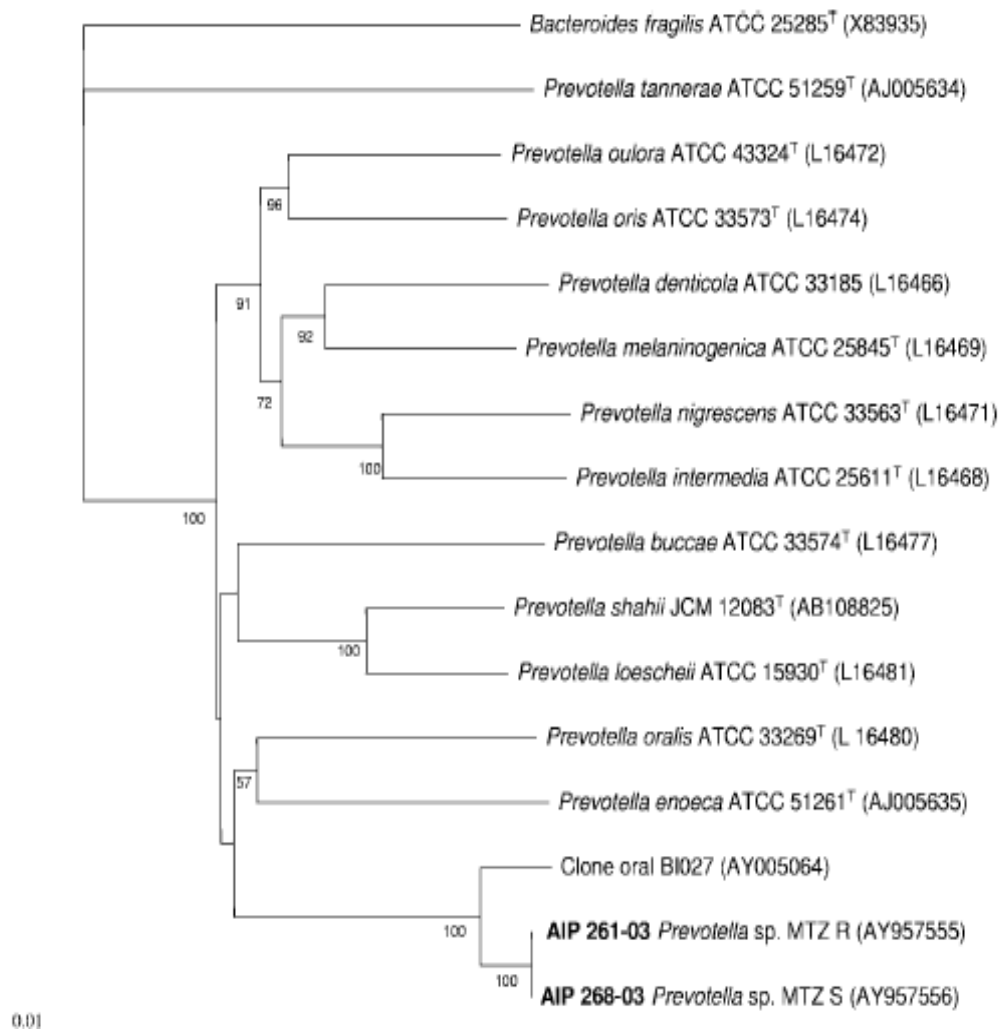 Bacteroides fragilis ATCC 25285T (X83935)
Prevotella tannerae ATCC 51259T (AJ005634)
Prevotella oulora ATCC 43324T (L16472)
96
Prevotella oris ATCC 33573T (L16474)
Prevotella denticola ATCC 33185 (L16466)
91
92
Prevotella melaninogenica ATCC 25845T (L16469)
72
Prevotella nigrescens ATCC 33563T (L16471)
100
Prevotella intermedia ATCC 25611T (L16468)
100
Prevotella buccae ATCC 33574T (L16477)
Prevotella shahii JCM 12083T (AB108825)
100
Prevotella loescheii ATCC 15930T (L16481)
Prevotella oralis ATCC 33269T (L 16480)
57
Prevotella enoeca ATCC 51261T (AJ005635)
Clone oral BI027 (AY005064)
100
AIP 261-03 Prevotella sp. MTZ R (AY957555)
100
AIP 268-03 Prevotella sp. MTZ S (AY957556)
0.01